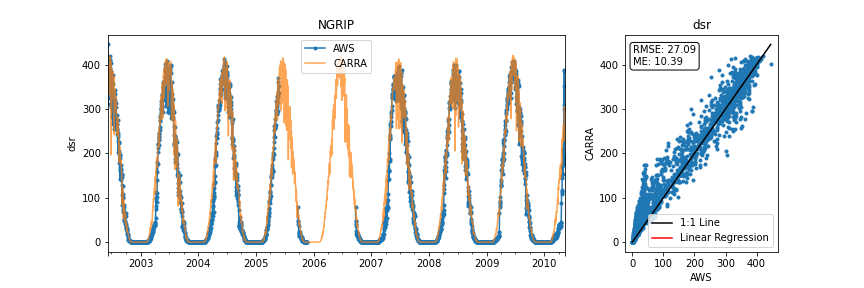 NGRIP
dsr
AWS
CARRA
400
300
200
100
0
2003 2004 2005 2006 2007 2008 2009 2010
dsr
dsr
RMSE: 27.09
ME: 10.39
CARRA
400
300
200
100
0
1:1 Line
Linear Regression
0 100 200 300 400
AWS